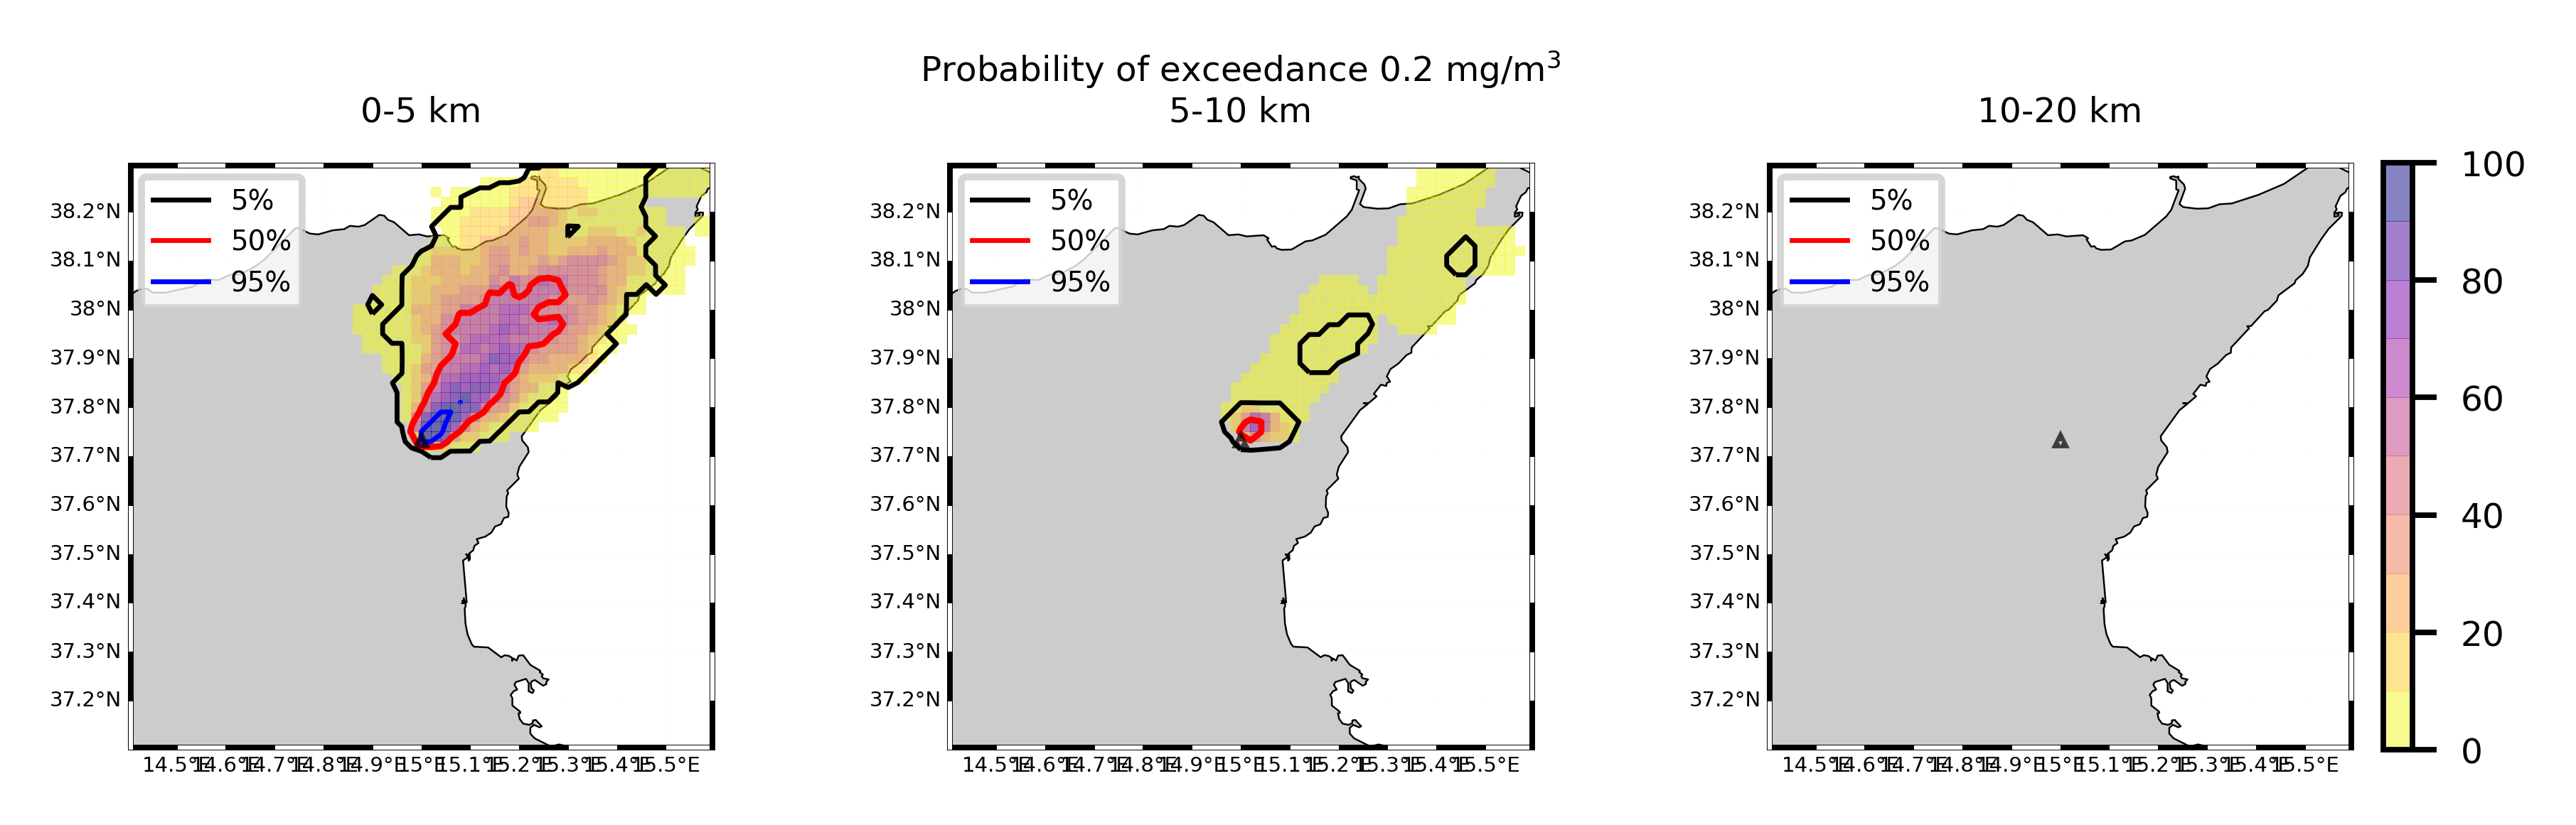 Probability of exceedance 0.2 mg/m³
0-5 km
5-10 km
10-20 km
5%
50%
95%
38.2°N
38.1°N
38°N
37.9°N
37.8°N
37.7°N
37.6°N
37.5°N
37.4°N
37.3°N
37.2°N
14.5°E 14.6°E 14.7°E 14.8°E 14.9°E 15°E 15.1°E 15.2°E 15.3°E 15.4°E 15.5°E
5%
50%
95%
38.2°N
38.1°N
38°N
37.9°N
37.8°N
37.7°N
37.6°N
37.5°N
37.4°N
37.3°N
37.2°N
14.5°E 14.6°E 14.7°E 14.8°E 14.9°E 15°E 15.1°E 15.2°E 15.3°E 15.4°E 15.5°E
5%
50%
95%
38.2°N
38.1°N
38°N
37.9°N
37.8°N
37.7°N
37.6°N
37.5°N
37.4°N
37.3°N
37.2°N
14.5°E 14.6°E 14.7°E 14.8°E 14.9°E 15°E 15.1°E 15.2°E 15.3°E 15.4°E 15.5°E
100
80
60
40
20
0